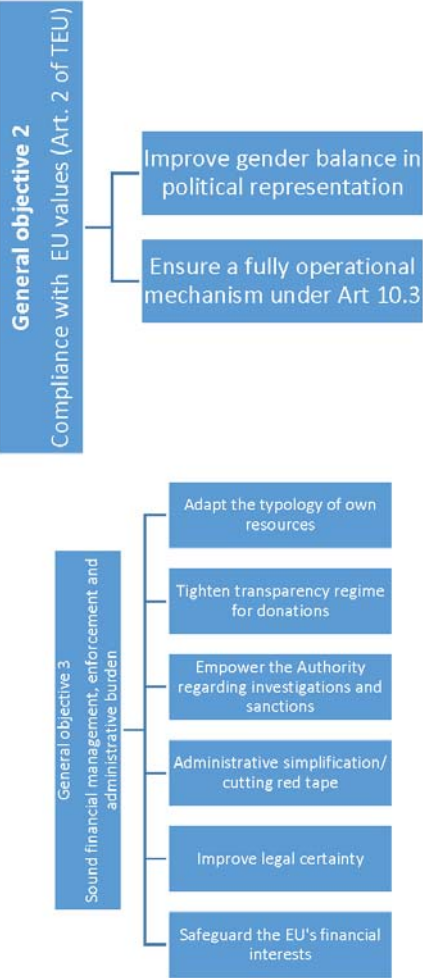 General objective 2
Compliance with EU values (Art. 2 of TEU)
Improve gender balance in
political representation
Ensure a fully operational
mechanism under Art 10.3
General objective 3
Sound financial management, enforcement and
administrative burden
Adapt the typology of own
resources
Tighten transparency regime
for donations
Empower the Authority
regarding investigations and
sanctions
Administrative simplification/
cutting red tape
Improve legal certainty
Safeguard the EU's financial
interests